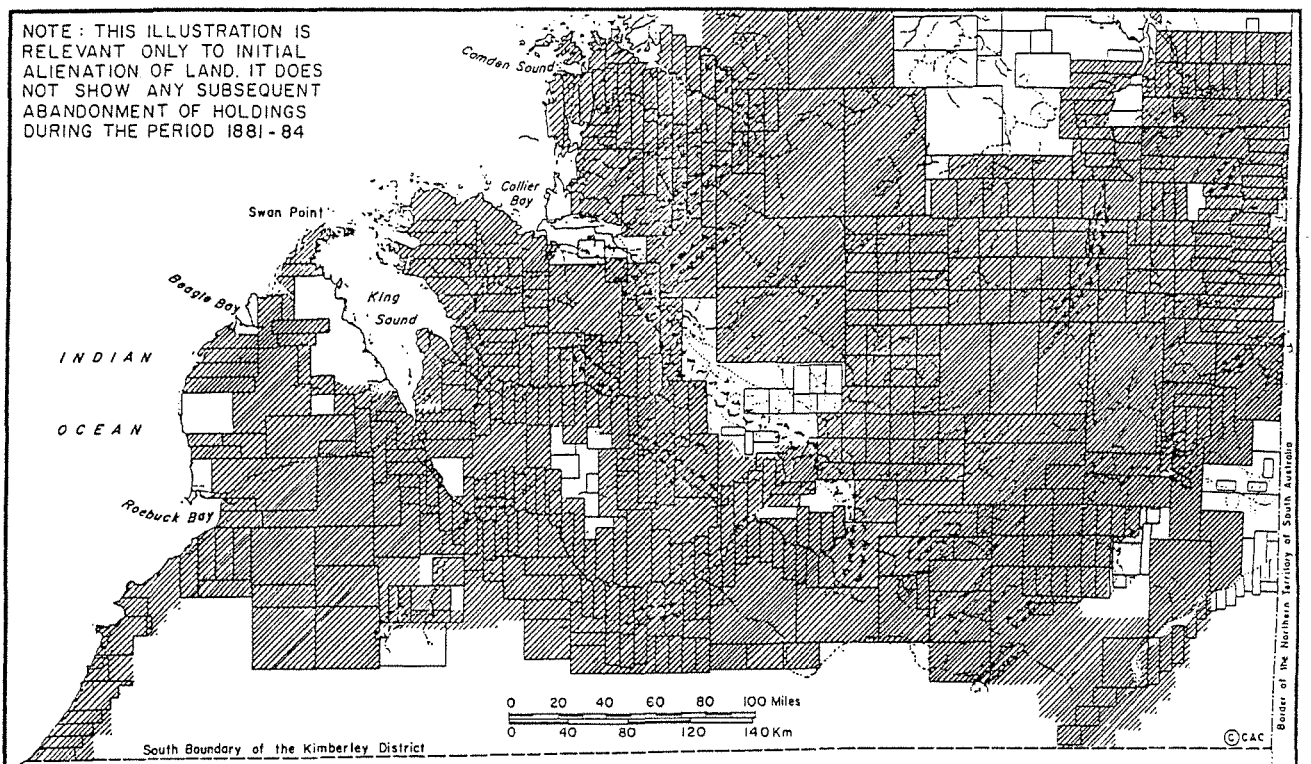 NOTE : THIS ILLUSTRATION IS
RELEVANT ONLY TO INITIAL
ALIENATION OF LAND. IT DOES
NOT SHOW ANY SUBSEQUENT
ABANDONMENT OF HOLDINGS
DURING THE PERIOD 1881 - 84
Camden Sound
Collier
Bay
Swan Point
Beagle Bay
King
Sound
INDIAN
OCEAN
Roebuck Bay
Border of the Northern Territory of South Australia
0 20 40 60 80 100 Miles
0 40 80 120 140 Km
South Boundary of the Kimberley District
© CAC